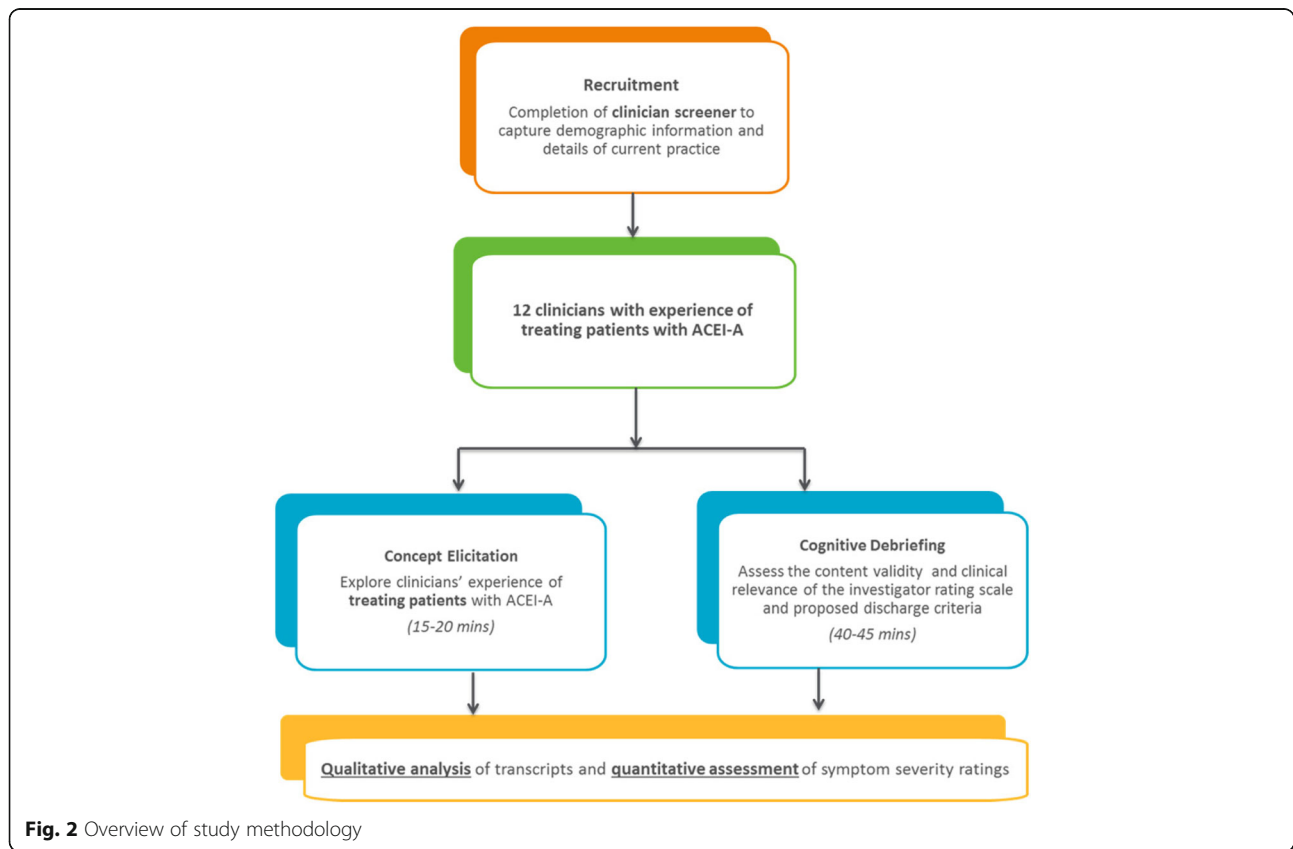 Recruitment
Completion of clinician screener to
capture demographic information and
details of current practice
12 clinicians with experience of
treating patients with ACEI-A
Concept Elicitation
Explore clinicians’ experience of
treating patients with ACEI-A
(15-20 mins)
Cognitive Debriefing
Assess the content validity and clinical
relevance of the investigator rating scale
and proposed discharge criteria
(40-45 mins)
Qualitative analysis of transcripts and quantitative assessment of symptom severity ratings
Fig. 2 Overview of study methodology